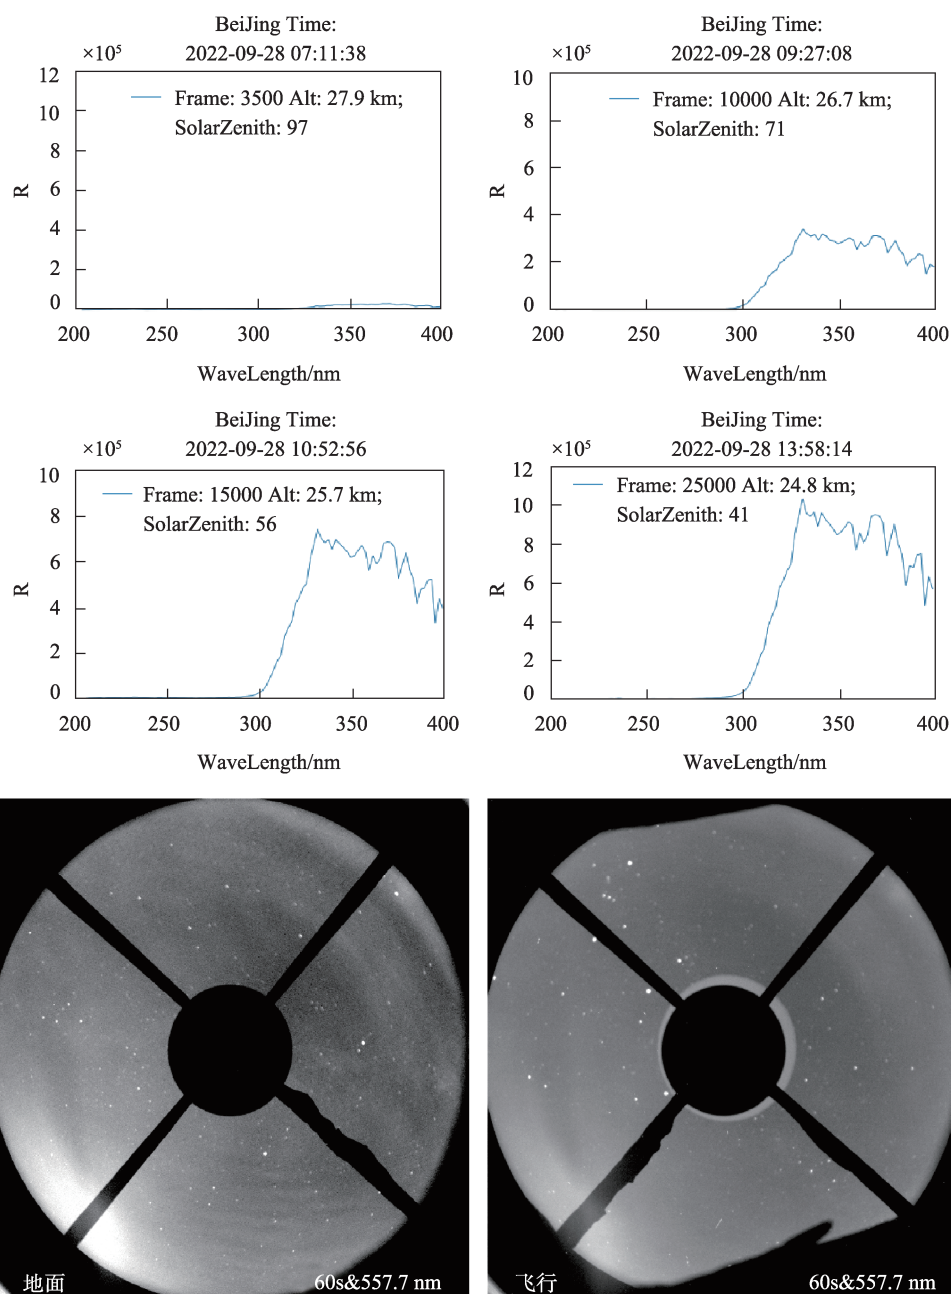 BeiJing Time:
2022-09-28 07:11:38
×10⁵
12
10
8
6
4
2
0
R
Frame: 3500 Alt: 27.9 km;
SolarZenith: 97
200 250 300 350 400
WaveLength/nm
BeiJing Time:
2022-09-28 09:27:08
×10⁵
10
8
6
4
2
0
R
Frame: 10000 Alt: 26.7 km;
SolarZenith: 71
200 250 300 350 400
WaveLength/nm
BeiJing Time:
2022-09-28 10:52:56
×10⁵
10
8
6
4
2
0
R
Frame: 15000 Alt: 25.7 km;
SolarZenith: 56
200 250 300 350 400
WaveLength/nm
BeiJing Time:
2022-09-28 13:58:14
×10⁵
12
10
8
6
4
2
0
R
Frame: 25000 Alt: 24.8 km;
SolarZenith: 41
200 250 300 350 400
WaveLength/nm
地面 60s&557.7 nm
飞行 60s&557.7 nm